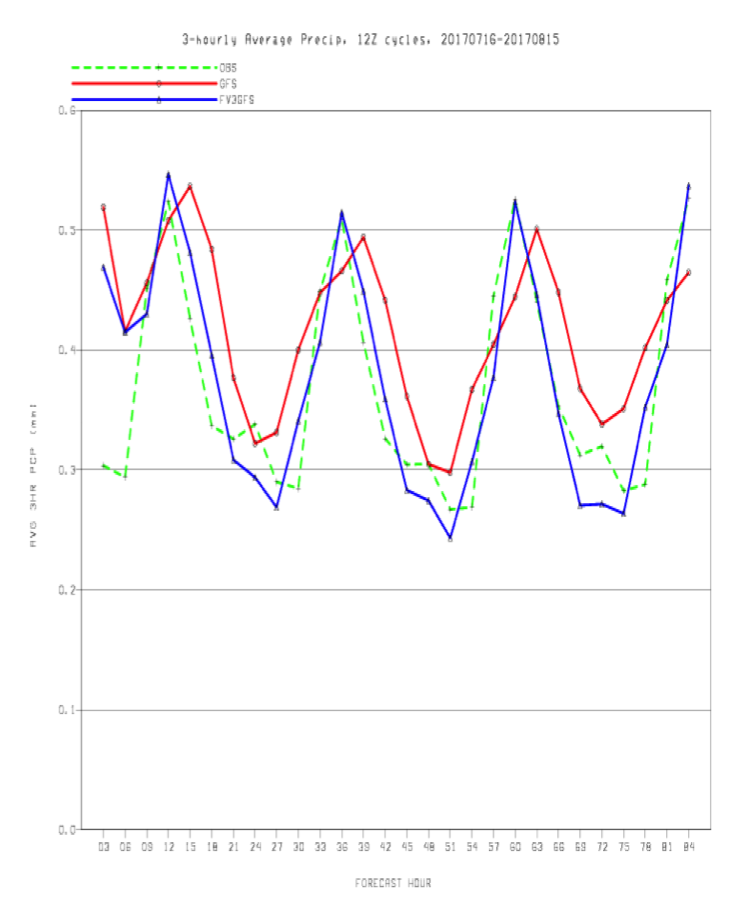 3-hourly Average Precip, 12Z cycles, 20170716-20170815
OBS
GFS
FV3GFS
0.6
0.5
0.4
0.3
0.2
0.1
0.0
AVG 3HR PCP (mm)
03 06 09 12 15 18 21 24 27 30 33 36 39 42 45 48 51 54 57 60 63 66 69 72 75 78 81 84
FORECAST HOUR